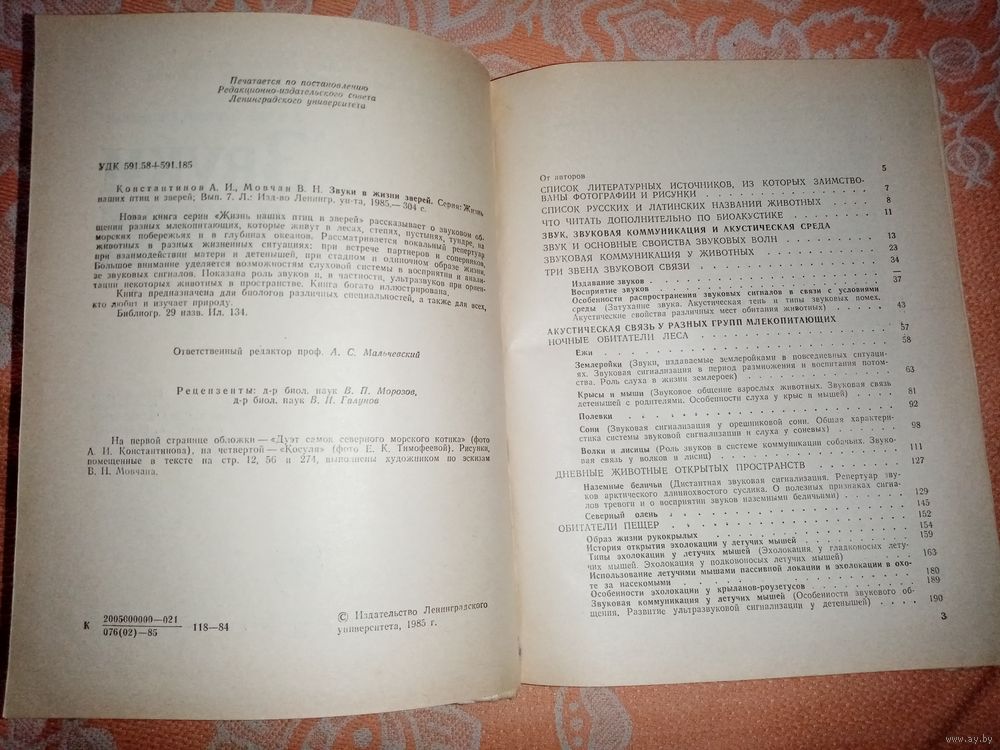 Печатается по постановлению
Редакционно-издательского совета
Ленинградского университета
УДК 591.58+591.185
Константинов А. И., Мовчан В. Н. Звуки в жизни зверей. Серия: Жизнь
наших птиц и зверей; Вып. 7. Л.: Изд-во Ленингр. ун-та, 1985.— 304 с.
Новая книга серии «Жизнь наших птиц и зверей» рассказывает о звуковом об-
щении разных млекопитающих, которые живут в лесах, степях, пустынях, тундре, на
морских побережьях и в глубинах океанов. Рассматривается вокальный репертуар
животных в разных жизненных ситуациях: при встрече партнеров и соперников,
при взаимодействии матери и детенышей, при стадном и одиночном образе жизни.
Большое внимание уделяется возможностям слуховой системы в восприятии и анали-
зе звуковых сигналов. Показана роль звуков и, в частности, ультразвуков при ориен-
тации некоторых животных в пространстве. Книга богато иллюстрирована.
Книга предназначена для биологов различных специальностей, а также для всех,
кто любит и изучает природу.
Библиогр. 29 назв. Ил. 134.
Ответственный редактор проф. А. С. Мальчевский
Рецензенты: д-р биол. наук В. П. Морозов,
д-р биол. наук В. И. Галунов
На первой странице обложки — «Дуэт самок северного морского котика» (фото
А. И. Константинова), на четвертой — «Косуля» (фото Е. К. Тимофеевой). Рисунки,
помещенные в тексте на стр. 12, 56 и 274, выполнены художником по эскизам
В. Н. Мовчана.
К 2005000000—021
076(02)—85 118—84
© Издательство Ленинградского
университета, 1985 г.
От авторов 5
СПИСОК ЛИТЕРАТУРНЫХ ИСТОЧНИКОВ, ИЗ КОТОРЫХ ЗАИМСТВО-
ВАНЫ ФОТОГРАФИИ И РИСУНКИ 7
СПИСОК РУССКИХ И ЛАТИНСКИХ НАЗВАНИЙ ЖИВОТНЫХ 8
ЧТО ЧИТАТЬ ДОПОЛНИТЕЛЬНО ПО БИОАКУСТИКЕ 11
ЗВУК, ЗВУКОВАЯ КОММУНИКАЦИЯ И АКУСТИЧЕСКАЯ СРЕДА
ЗВУК И ОСНОВНЫЕ СВОЙСТВА ЗВУКОВЫХ ВОЛН 13
ЗВУКОВАЯ КОММУНИКАЦИЯ У ЖИВОТНЫХ 23
ТРИ ЗВЕНА ЗВУКОВОЙ СВЯЗИ 34
Издавание звуков
Восприятие звуков 37
Особенности распространения звуковых сигналов в связи с условиями
среды (Затухание звука. Акустическая тень и типы звуковых помех.
Акустические свойства различных мест обитания животных) 43
АКУСТИЧЕСКАЯ СВЯЗЬ У РАЗНЫХ ГРУПП МЛЕКОПИТАЮЩИХ
НОЧНЫЕ ОБИТАТЕЛИ ЛЕСА 57
Ежи 58
Землеройки (Звуки, издаваемые землеройками в повседневных ситуаци-
ях. Звуковая сигнализация в период размножения и воспитания потом-
ства. Роль слуха в жизни землероек) 63
Крысы и мыши (Звуковое общение взрослых животных. Звуковая связь
детенышей с родителями. Особенности слуха у крыс и мышей) 81
Полевки 92
Сони (Звуковая сигнализация у орешниковой сони. Общая характерис-
тика системы звуковой сигнализации и слуха у соневых) 98
Волки и лисицы (Роль звуков в системе коммуникации собачьих. Звуко-
вая связь у волков и лисиц) 111
ДНЕВНЫЕ ЖИВОТНЫЕ ОТКРЫТЫХ ПРОСТРАНСТВ 127
Наземные беличьи (Дистантная звуковая сигнализация. Репертуар зву-
ков арктического длиннохвостого суслика. О полезных признаках сигна-
лов тревоги и о восприятии звуков наземными беличьими) 129
Северный олень 145
ОБИТАТЕЛИ ПЕЩЕР 152
Образ жизни рукокрылых 154
История открытия эхолокации у летучих мышей 159
Типы эхолокации у летучих мышей (Эхолокация у гладконосых лету-
чих мышей. Эхолокация у подковоносых летучих мышей) 163
Использование летучими мышами пассивной локации и эхолокации в охо-
те за насекомыми 180
Особенности эхолокации у крыланов-роузетусов 189
Звуковая коммуникация у летучих мышей (Особенности звукового об-
щения. Развитие ультразвуковой сигнализации у детенышей) 190
3
www.ay.by